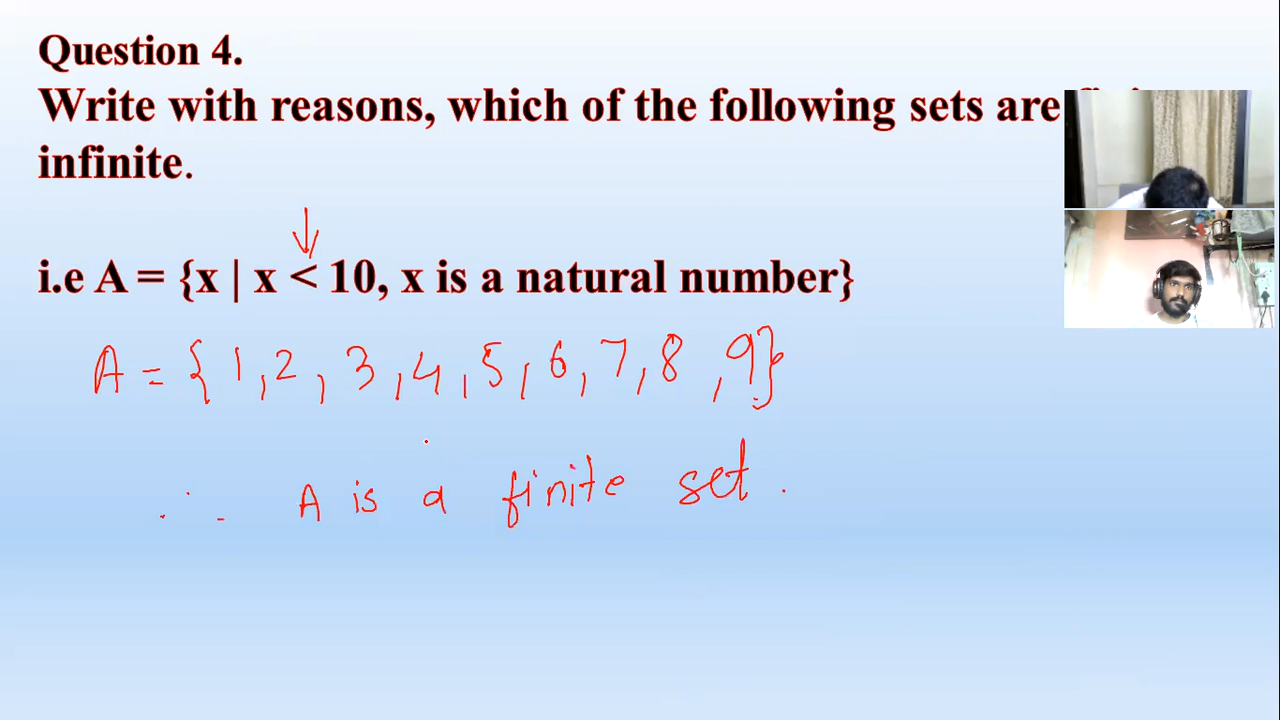 Question 4.
Write with reasons, which of the following sets are
infinite.
i.e A = {x | x < 10, x is a natural number}
A = { 1, 2, 3, 4, 5, 6, 7, 8, 9}
∴ A is a finite set.